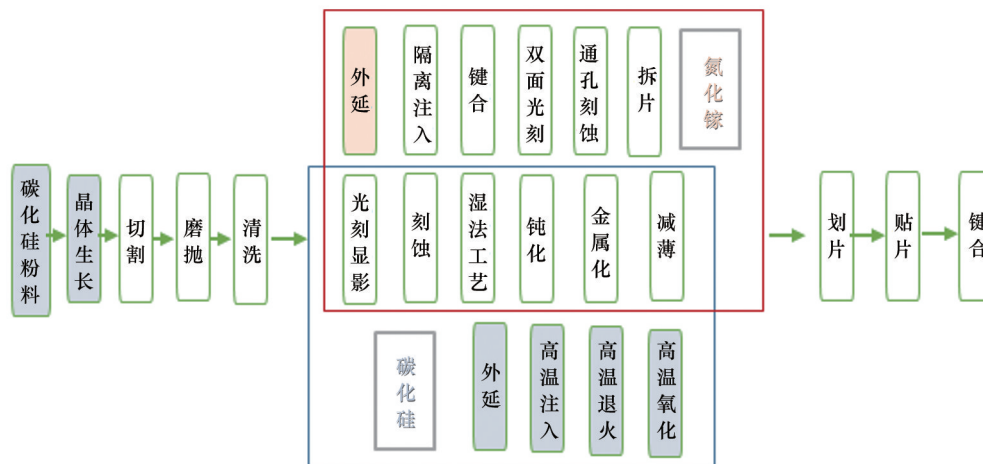 外延
隔离注入
键合
双面光刻
通孔刻蚀
拆片
氮化镓
碳化硅粉料
晶体生长
切割
磨抛
清洗
光刻显影
刻蚀
湿法工艺
钝化
金属化
减薄
划片
贴片
键合
碳化硅
外延
高温注入
高温退火
高温氧化